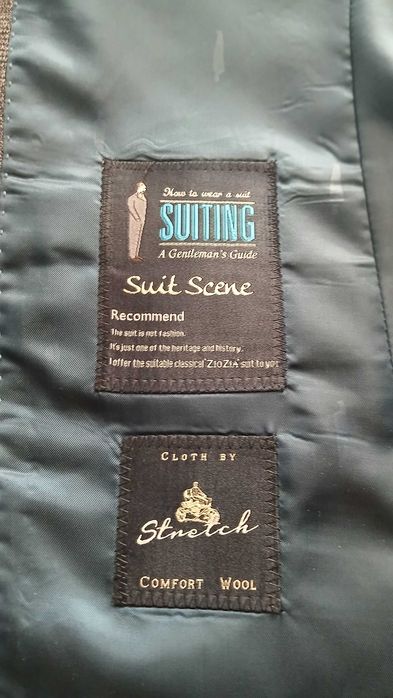 How to wear a suit
SUITING
A Gentleman's Guide
Suit Scene
Recommend
The suit is not fashion.
It's just one of the heritage and history.
I offer the suitable classical "ZIOZIA" suit to you
CLOTH BY
Stretch
COMFORT WOOL